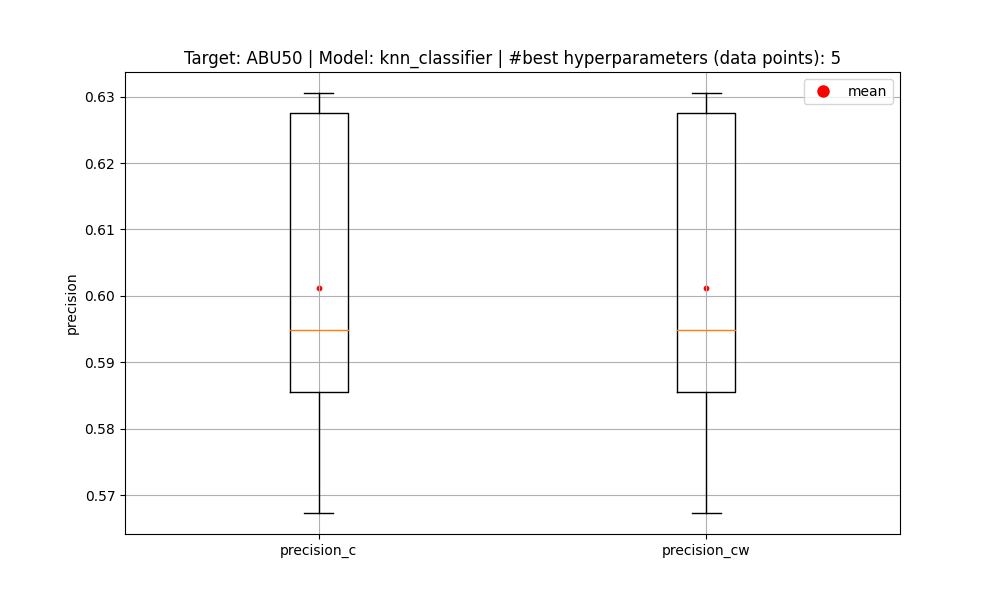 Target: ABU50 | Model: knn_classifier | #best hyperparameters (data points): 5
mean
0.63
0.62
0.61
0.60
0.59
0.58
0.57
precision
precision_c
precision_cw